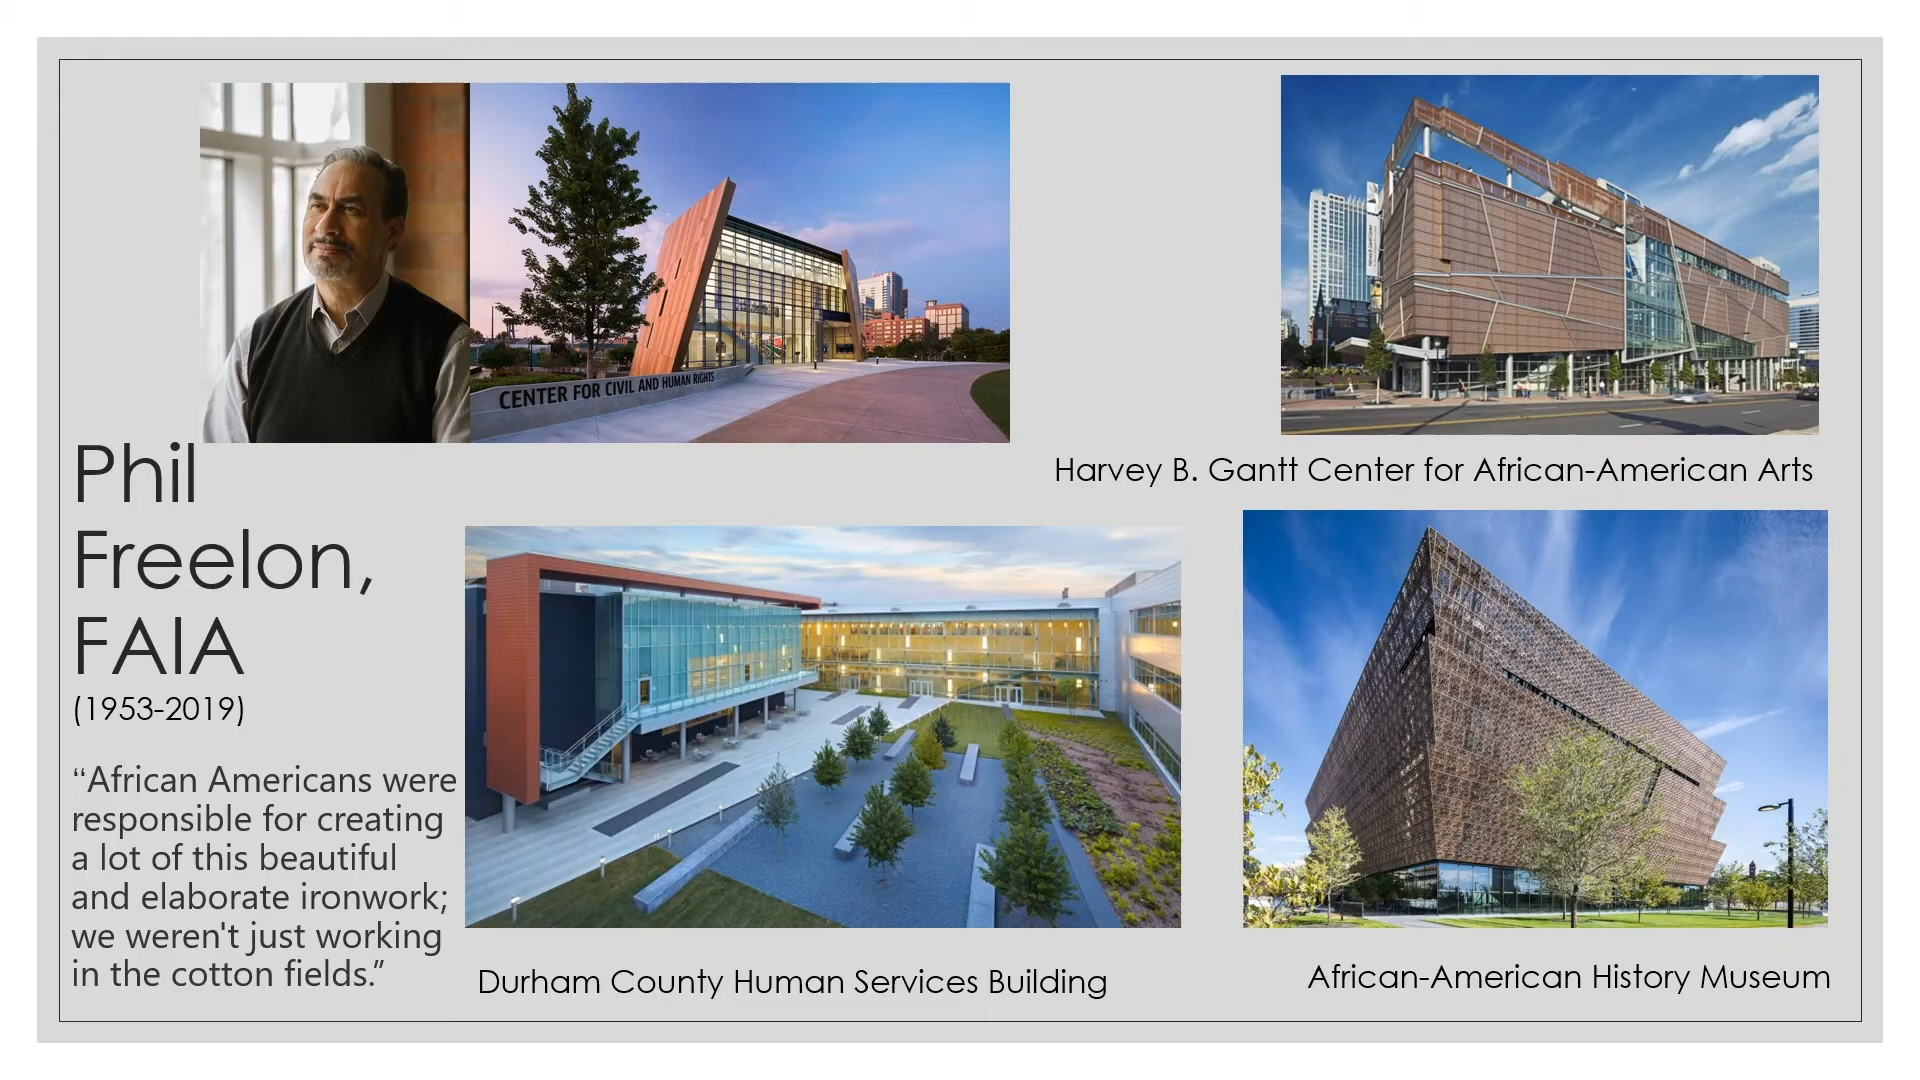 CENTER FOR CIVIL AND HUMAN RIGHTS
Harvey B. Gantt Center for African-American Arts
Phil
Freelon,
FAIA
(1953-2019)
“African Americans were
responsible for creating
a lot of this beautiful
and elaborate ironwork;
we weren't just working
in the cotton fields.”
Durham County Human Services Building
African-American History Museum